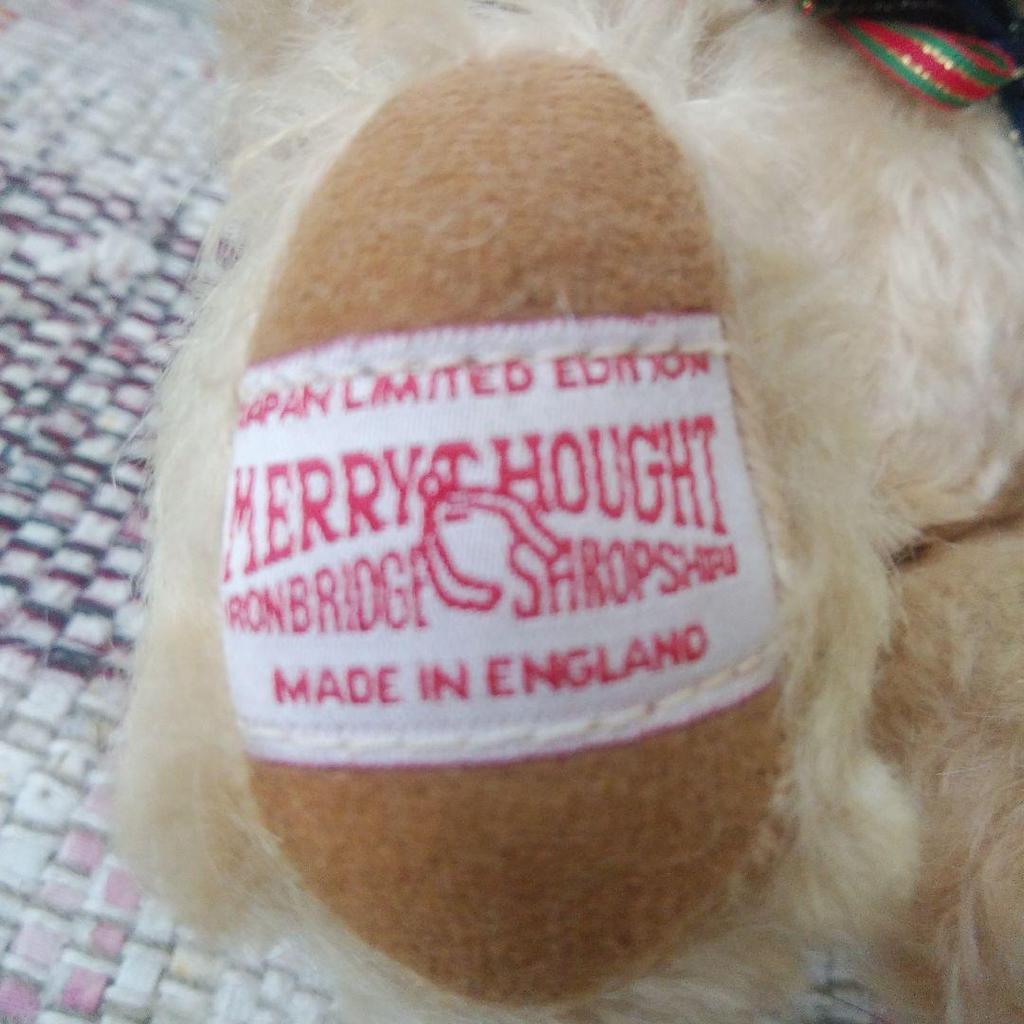 JAPAN LIMITED EDITION
MERRYTHOUGHT
IRONBRIDGE SHROPSHIRE
MADE IN ENGLAND